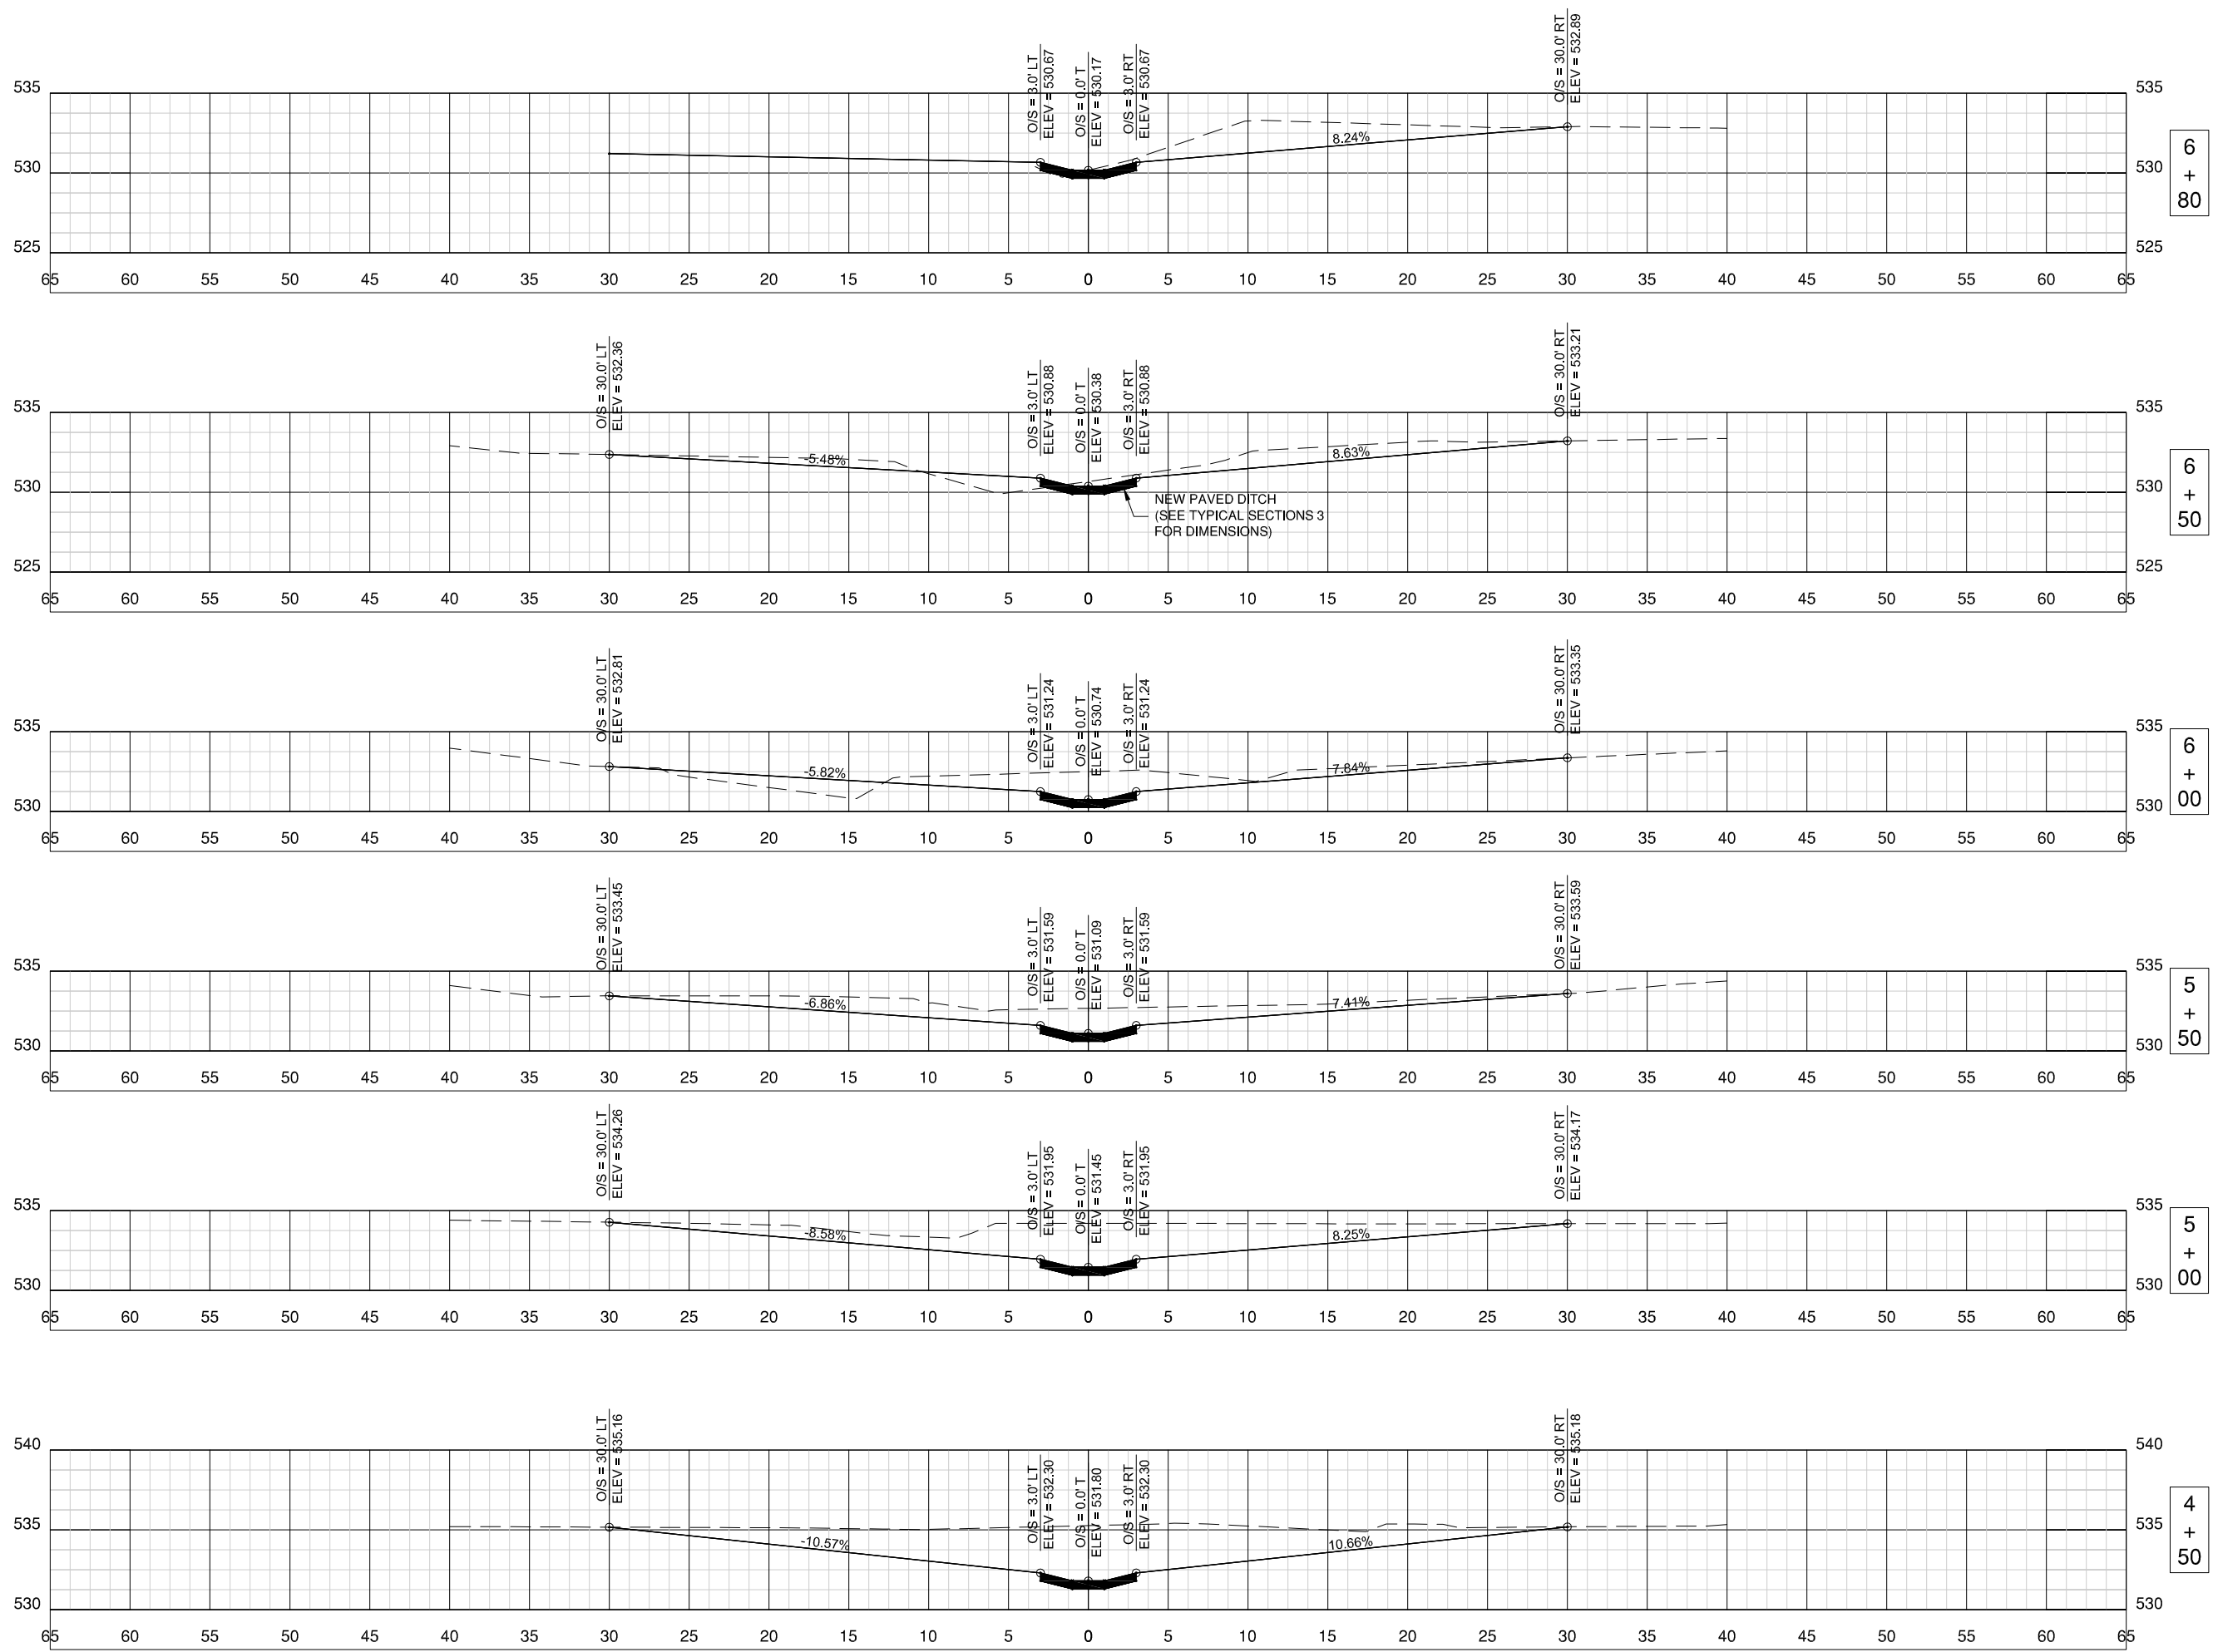 O/S = 3.0' LT
ELEV = 530.67
O/S = 0.0' T
ELEV = 530.17
O/S = 3.0' RT
ELEV = 530.67
O/S = 30.0' RT
ELEV = 532.89
535 535
8.24%
530 530
525 525
6
+
80
65 60 55 50 45 40 35 30 25 20 15 10 5 0 5 10 15 20 25 30 35 40 45 50 55 60 65
O/S = 30.0' LT
ELEV = 532.36
O/S = 3.0' LT
ELEV = 530.88
O/S = 0.0' T
ELEV = 530.38
O/S = 3.0' RT
ELEV = 530.88
O/S = 30.0' RT
ELEV = 533.21
535 535
-5.48% 8.63%
530 530
NEW PAVED DITCH
(SEE TYPICAL SECTIONS 3
FOR DIMENSIONS)
525 525
6
+
50
65 60 55 50 45 40 35 30 25 20 15 10 5 0 5 10 15 20 25 30 35 40 45 50 55 60 65
O/S = 30.0' LT
ELEV = 532.81
O/S = 3.0' LT
ELEV = 531.24
O/S = 0.0' T
ELEV = 530.74
O/S = 3.0' RT
ELEV = 531.24
O/S = 30.0' RT
ELEV = 533.35
535 535
-5.82% 7.84%
530 530
6
+
00
65 60 55 50 45 40 35 30 25 20 15 10 5 0 5 10 15 20 25 30 35 40 45 50 55 60 65
O/S = 30.0' LT
ELEV = 533.45
O/S = 3.0' LT
ELEV = 531.59
O/S = 0.0' T
ELEV = 531.09
O/S = 3.0' RT
ELEV = 531.59
O/S = 30.0' RT
ELEV = 533.59
535 535
-6.86% 7.41%
530 530
5
+
50
65 60 55 50 45 40 35 30 25 20 15 10 5 0 5 10 15 20 25 30 35 40 45 50 55 60 65
O/S = 30.0' LT
ELEV = 534.26
O/S = 3.0' LT
ELEV = 531.95
O/S = 0.0' T
ELEV = 531.45
O/S = 3.0' RT
ELEV = 531.95
O/S = 30.0' RT
ELEV = 534.17
535 535
-8.58% 8.25%
530 530
5
+
00
65 60 55 50 45 40 35 30 25 20 15 10 5 0 5 10 15 20 25 30 35 40 45 50 55 60 65
O/S = 30.0' LT
ELEV = 535.16
O/S = 3.0' LT
ELEV = 532.30
O/S = 0.0' T
ELEV = 531.80
O/S = 3.0' RT
ELEV = 532.30
O/S = 30.0' RT
ELEV = 535.18
540 540
535 535
-10.57% 10.66%
530 530
4
+
50
65 60 55 50 45 40 35 30 25 20 15 10 5 0 5 10 15 20 25 30 35 40 45 50 55 60 65